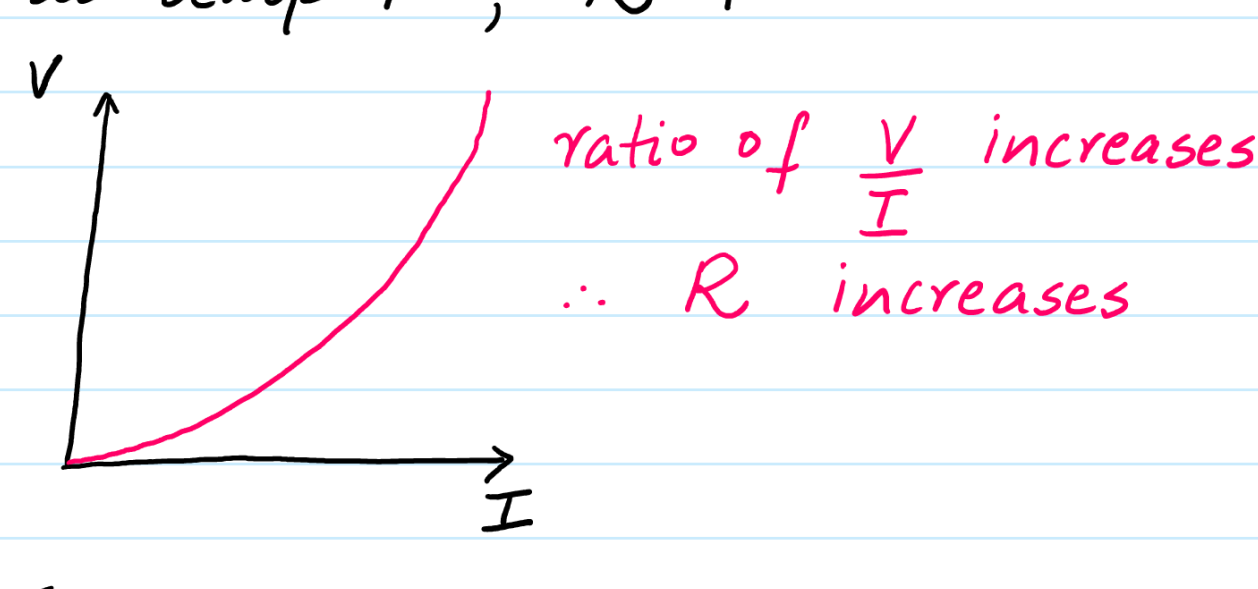 V
ratio of V/I increases
∴ R increases
I